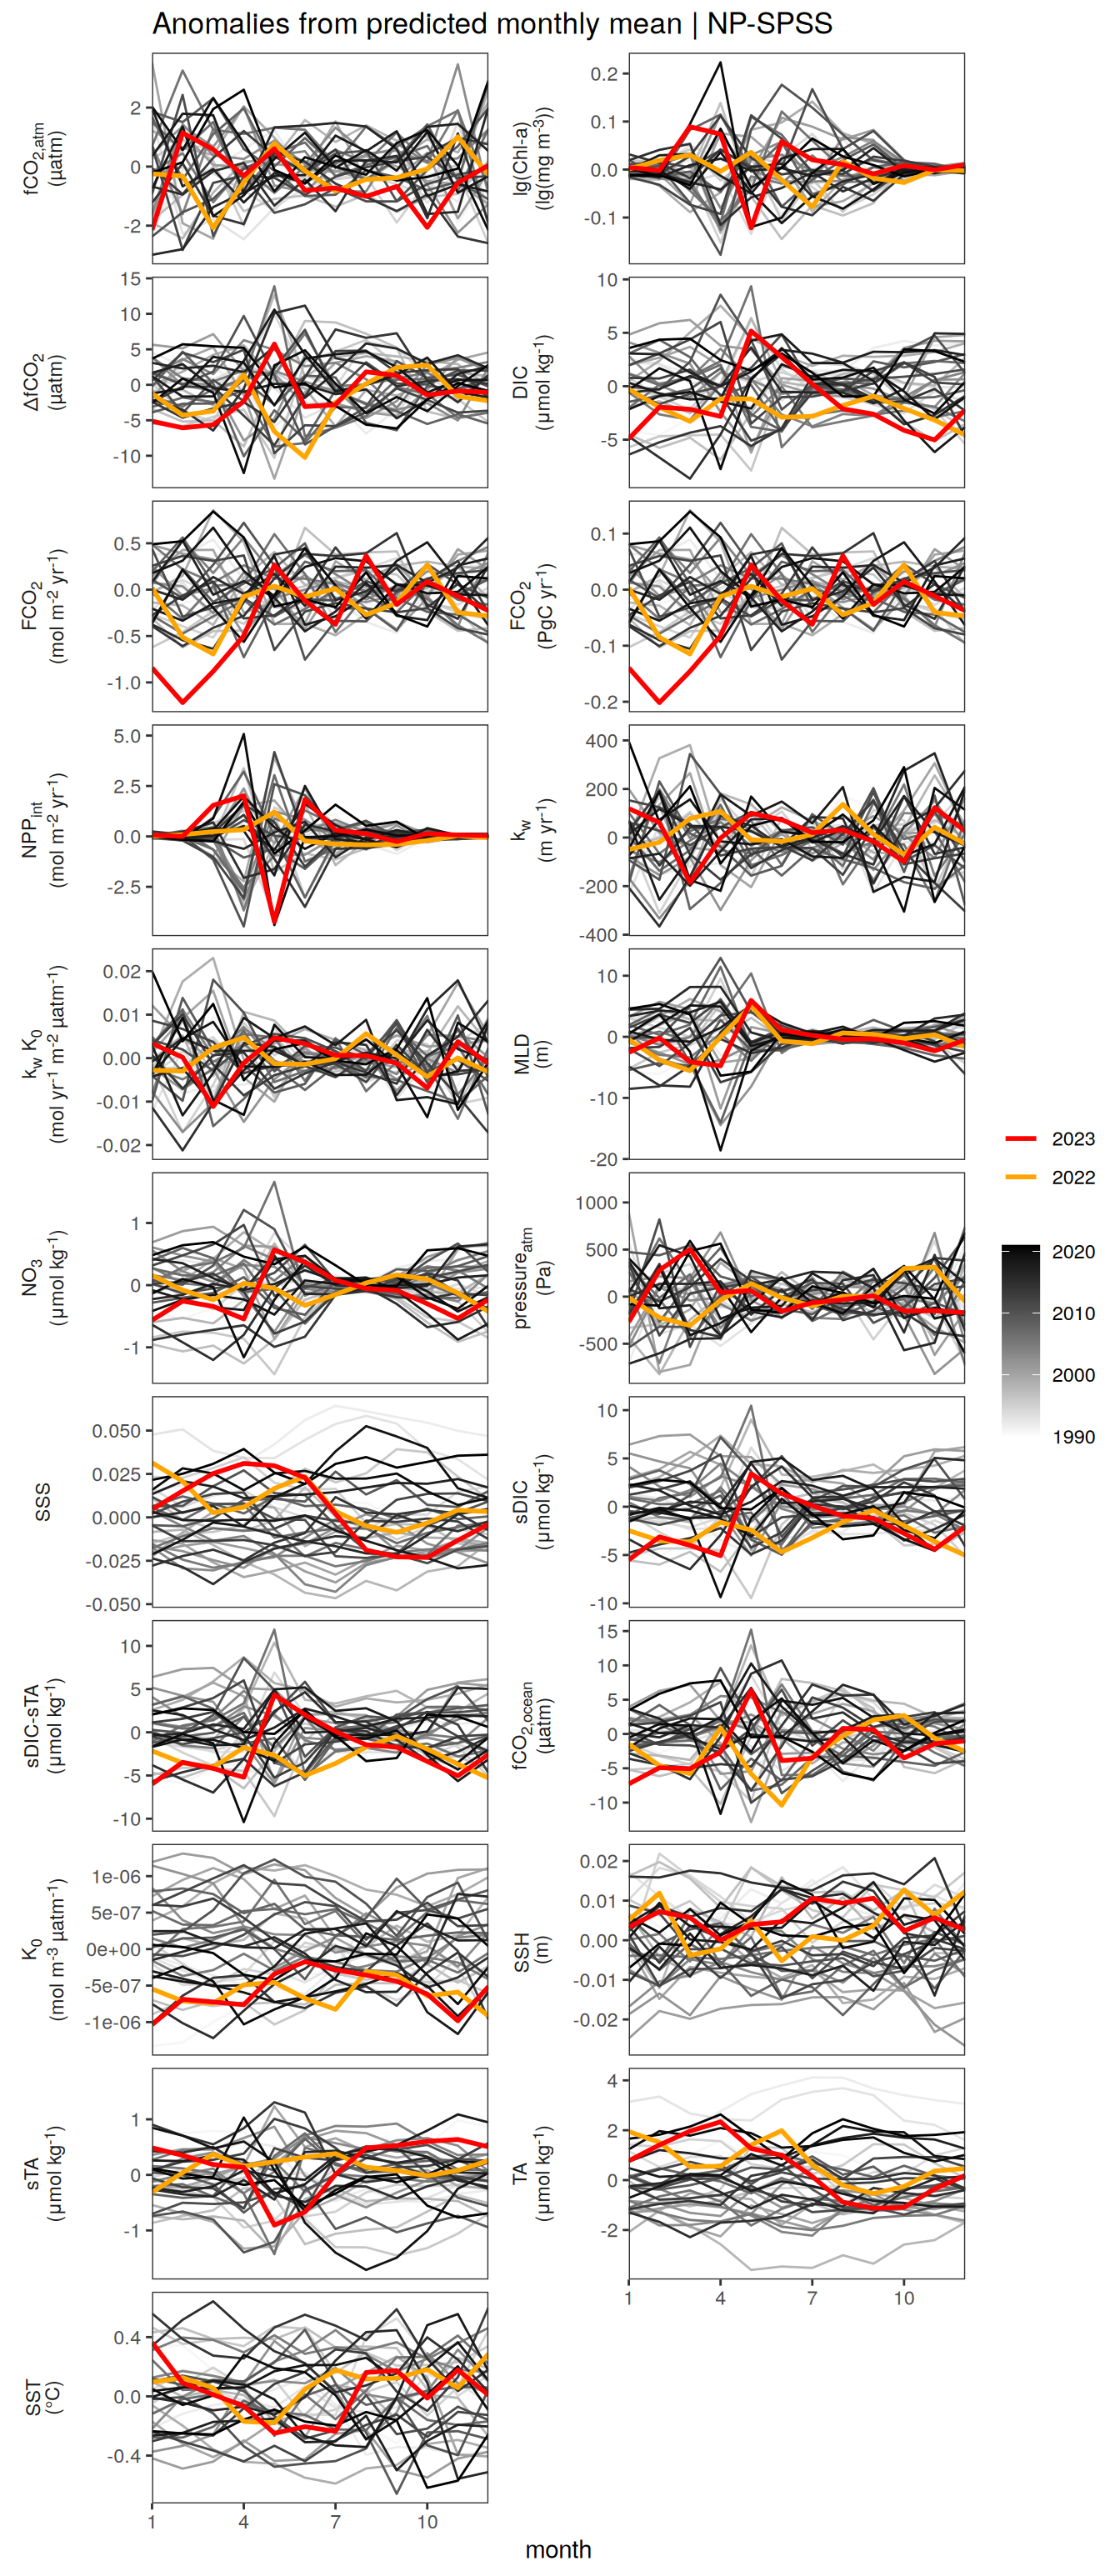 Anomalies from predicted monthly mean | NP-SPSS
fCO2,atm
(µatm)
2
0
-2
lg(Chl-a)
(lg(mg m-3))
0.2
0.1
0.0
-0.1
ΔfCO2
(µatm)
15
10
5
0
-5
-10
DIC
(µmol kg-1)
10
5
0
-5
FCO2
(mol m-2 yr-1)
0.5
0.0
-0.5
-1.0
FCO2
(PgC yr-1)
0.1
0.0
-0.1
-0.2
NPPint
(mol m-2 yr-1)
5.0
2.5
0.0
-2.5
kw
(m yr-1)
400
200
0
-200
-400
kw K0
(mol yr-1 m-2 µatm-1)
0.02
0.01
0.00
-0.01
-0.02
MLD
(m)
10
0
-10
-20
NO3
(µmol kg-1)
1
0
-1
pressureatm
(Pa)
1000
500
0
-500
SSS
0.050
0.025
0.000
-0.025
-0.050
sDIC
(µmol kg-1)
10
5
0
-5
-10
sDIC-sTA
(µmol kg-1)
10
5
0
-5
-10
fCO2,ocean
(µatm)
15
10
5
0
-5
-10
K0
(mol m-3 µatm-1)
1e-06
5e-07
0e+00
-5e-07
-1e-06
SSH
(m)
0.02
0.01
0.00
-0.01
-0.02
sTA
(µmol kg-1)
1
0
-1
TA
(µmol kg-1)
4
2
0
-2
1 4 7 10
SST
(°C)
0.4
0.0
-0.4
1 4 7 10
month
2023
2022
2020
2010
2000
1990